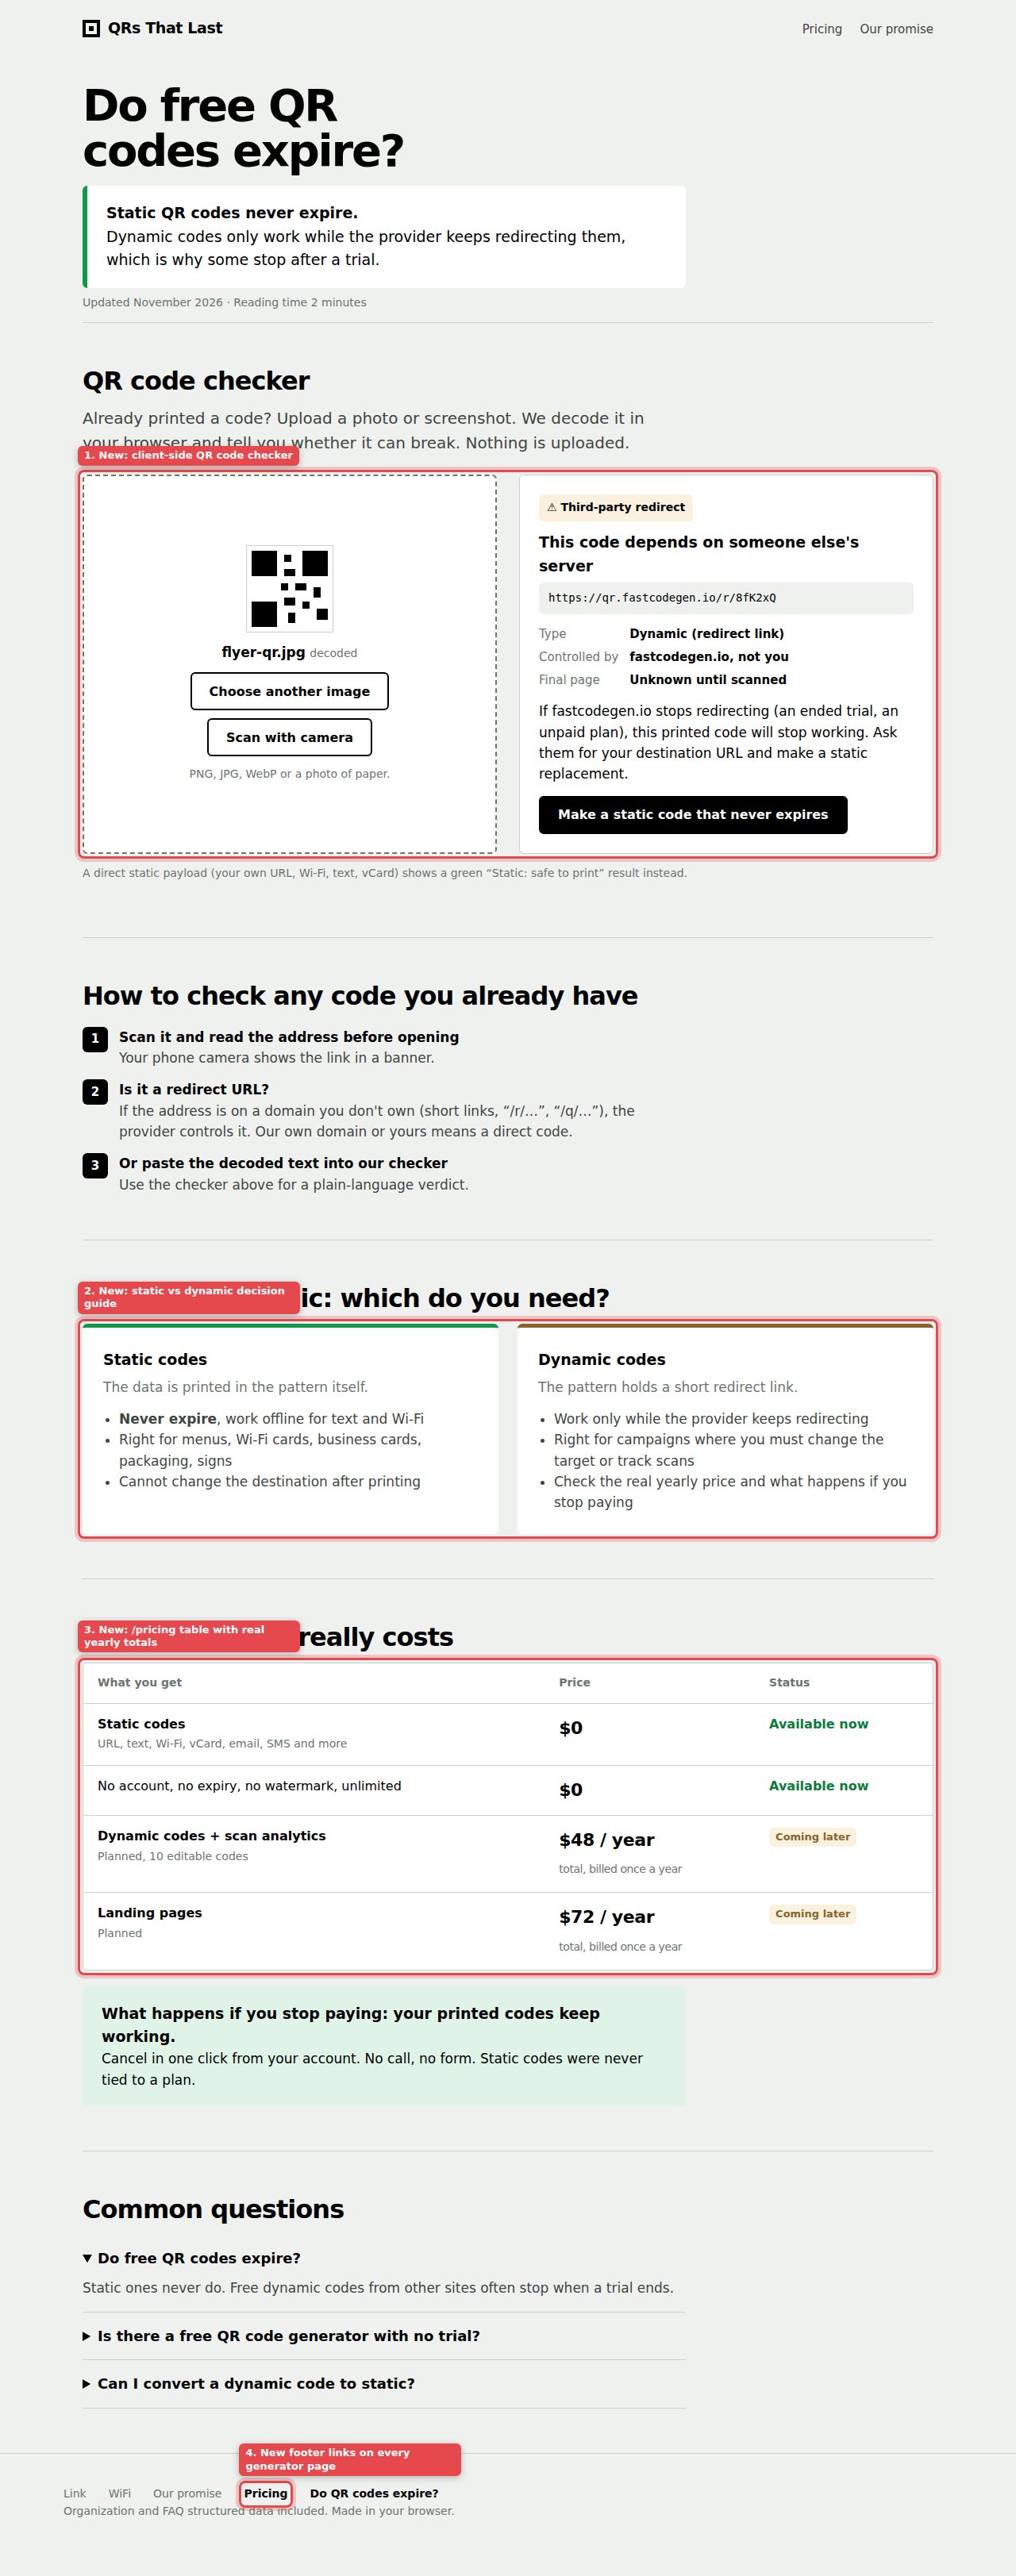 QRs That Last
Pricing
Our promise
Do free QR
codes expire?
Static QR codes never expire.
Dynamic codes only work while the provider keeps redirecting them,
which is why some stop after a trial.
Updated November 2026 · Reading time 2 minutes
QR code checker
Already printed a code? Upload a photo or screenshot. We decode it in
your browser and tell you whether it can break. Nothing is uploaded.
1. New: client-side QR code checker
flyer-qr.jpg decoded
Choose another image
Scan with camera
PNG, JPG, WebP or a photo of paper.
⚠ Third-party redirect
This code depends on someone else's
server
https://qr.fastcodegen.io/r/8fK2xQ
Type Dynamic (redirect link)
Controlled by fastcodegen.io, not you
Final page Unknown until scanned
If fastcodegen.io stops redirecting (an ended trial, an
unpaid plan), this printed code will stop working. Ask
them for your destination URL and make a static
replacement.
Make a static code that never expires
A direct static payload (your own URL, Wi-Fi, text, vCard) shows a green “Static: safe to print” result instead.
How to check any code you already have
1 Scan it and read the address before opening
Your phone camera shows the link in a banner.
2 Is it a redirect URL?
If the address is on a domain you don't own (short links, “/r/…”, “/q/…”), the
provider controls it. Our own domain or yours means a direct code.
3 Or paste the decoded text into our checker
Use the checker above for a plain-language verdict.
2. New: static vs dynamic decision
guide
ic: which do you need?
Static codes
The data is printed in the pattern itself.
• Never expire, work offline for text and Wi-Fi
• Right for menus, Wi-Fi cards, business cards,
packaging, signs
• Cannot change the destination after printing
Dynamic codes
The pattern holds a short redirect link.
• Work only while the provider keeps redirecting
• Right for campaigns where you must change the
target or track scans
• Check the real yearly price and what happens if you
stop paying
3. New: /pricing table with real
yearly totals
really costs
What you get Price Status
Static codes $0 Available now
URL, text, Wi-Fi, vCard, email, SMS and more
No account, no expiry, no watermark, unlimited $0 Available now
Dynamic codes + scan analytics $48 / year Coming later
Planned, 10 editable codes
total, billed once a year
Landing pages $72 / year Coming later
Planned
total, billed once a year
What happens if you stop paying: your printed codes keep
working.
Cancel in one click from your account. No call, no form. Static codes were never
tied to a plan.
Common questions
▼ Do free QR codes expire?
Static ones never do. Free dynamic codes from other sites often stop when a trial ends.
▶ Is there a free QR code generator with no trial?
▶ Can I convert a dynamic code to static?
4. New footer links on every
generator page
Link WiFi Our promise Pricing Do QR codes expire?
Organization and FAQ structured data included. Made in your browser.